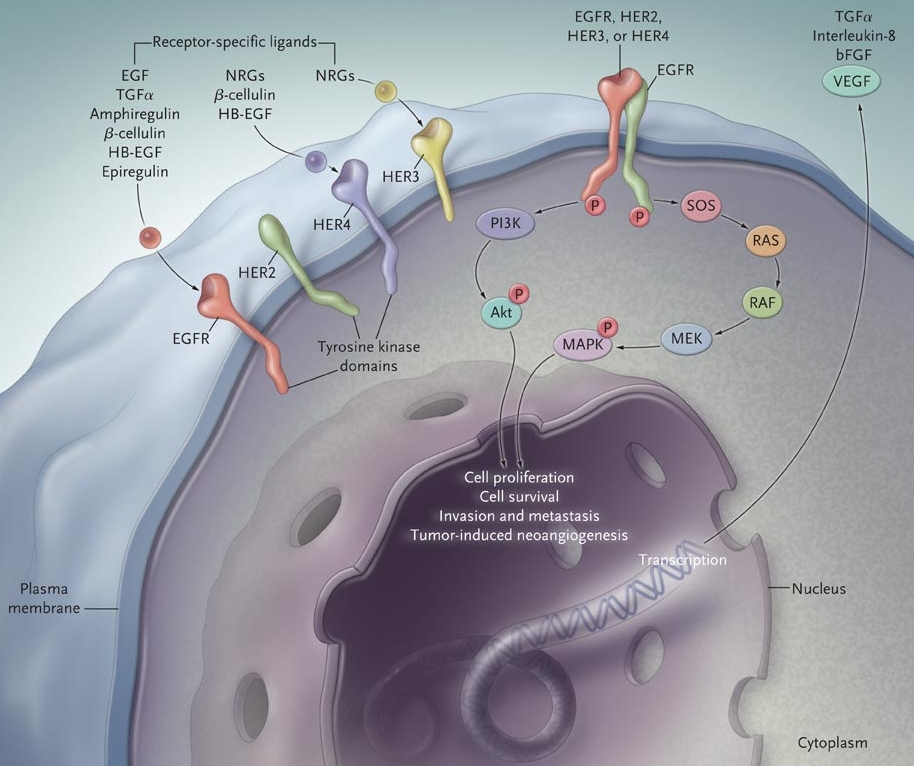 Receptor-specific ligands
EGF
TGFα
Amphiregulin
β-cellulin
HB-EGF
Epiregulin
NRGs
β-cellulin
HB-EGF
NRGs
EGFR, HER2,
HER3, or HER4
EGFR
TGFα
Interleukin-8
bFGF
VEGF
HER3
HER4
HER2
EGFR
Tyrosine kinase
domains
P
P
SOS
RAS
RAF
MEK
MAPK
P
PI3K
Akt
P
Cell proliferation
Cell survival
Invasion and metastasis
Tumor-induced neoangiogenesis
Transcription
Plasma
membrane
Nucleus
Cytoplasm